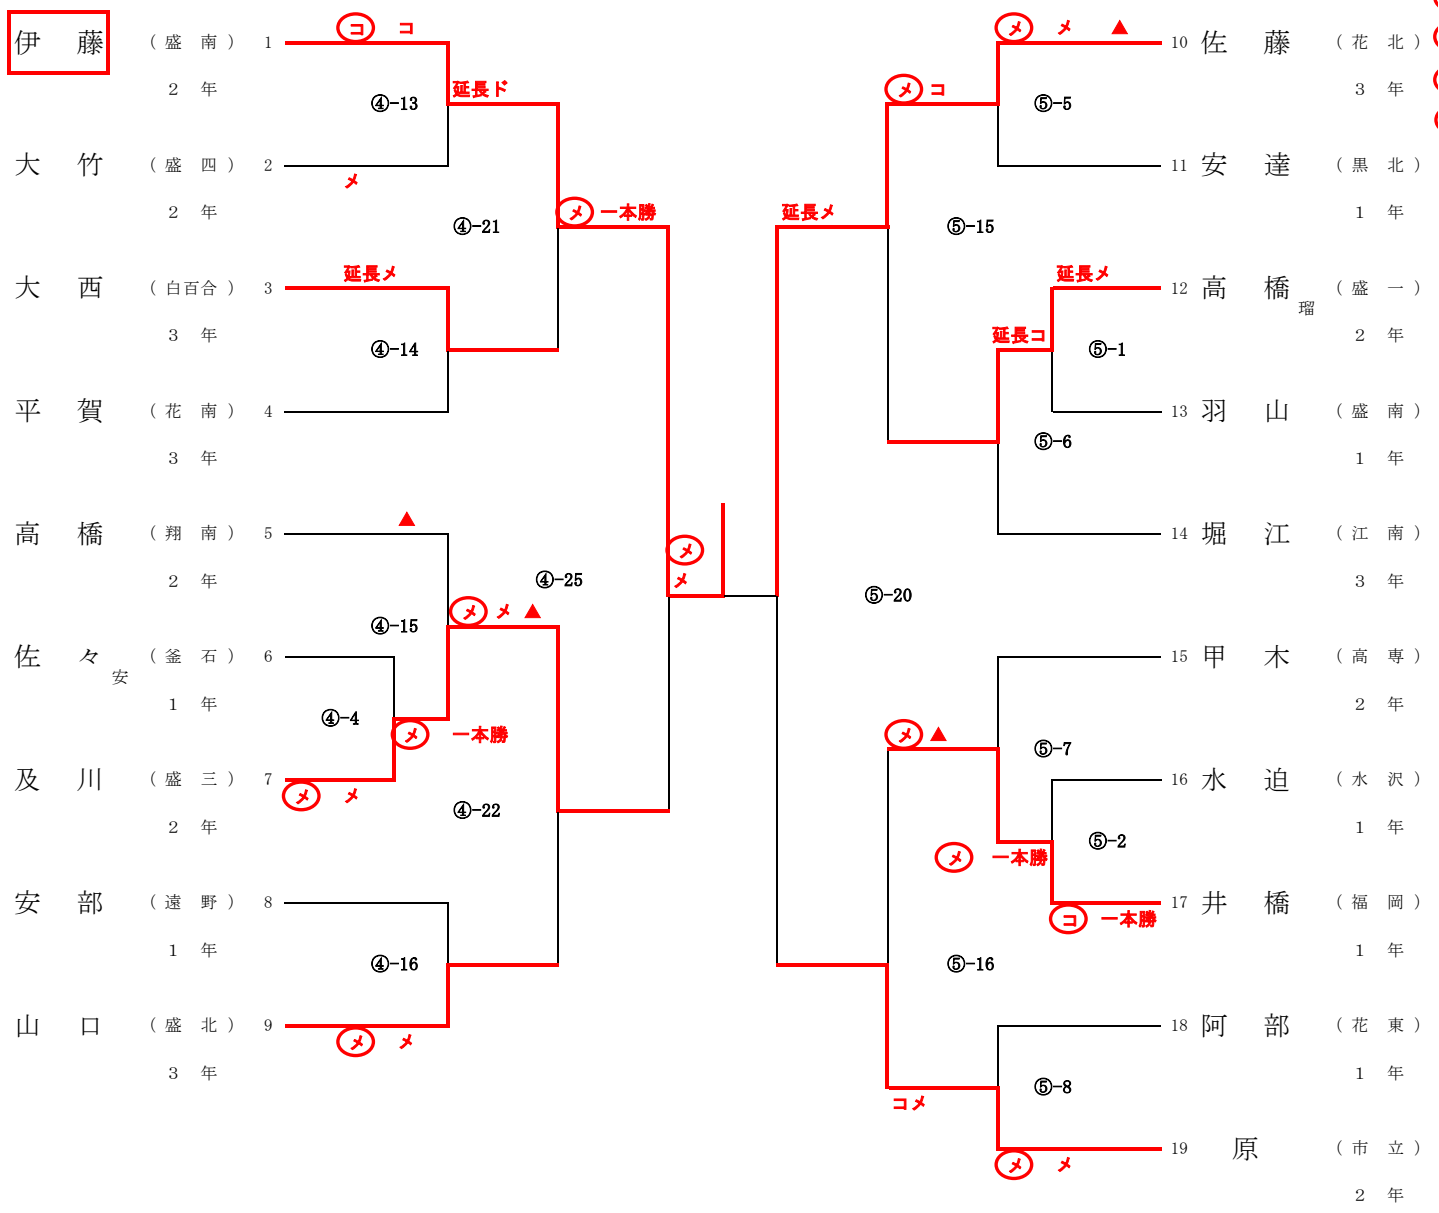 コ コ
メ メ ▲
伊 藤 ( 盛 南 ) 1
10 佐 藤 ( 花 北 )
2 年
④-13
延長ド
メ コ
⑤-5
3 年
大 竹 ( 盛 四 ) 2
11 安 達 ( 黒 北 )
メ
2 年
④-21
メ 一本勝
延長メ
⑤-15
1 年
延長メ
延長メ
大 西 ( 白百合 ) 3
12 高 橋 瑠 ( 盛 一 )
3 年
④-14
延長コ
⑤-1
2 年
平 賀 ( 花 南 ) 4
13 羽 山 ( 盛 南 )
3 年
⑤-6
1 年
▲
高 橋 ( 翔 南 ) 5
14 堀 江 ( 江 南 )
メ
2 年
④-25
メ
⑤-20
3 年
④-15
メ メ ▲
佐 々 安 ( 釜 石 ) 6
15 甲 木 ( 高 専 )
1 年
④-4
メ 一本勝
メ ▲
⑤-7
2 年
及 川 ( 盛 三 ) 7
16 水 迫 ( 水 沢 )
メ メ
2 年
④-22
⑤-2
1 年
メ 一本勝
安 部 ( 遠 野 ) 8
17 井 橋 ( 福 岡 )
コ 一本勝
1 年
④-16
⑤-16
1 年
山 口 ( 盛 北 ) 9
18 阿 部 ( 花 東 )
メ メ
3 年
⑤-8
1 年
コメ
19 原 ( 市 立 )
メ メ
2 年